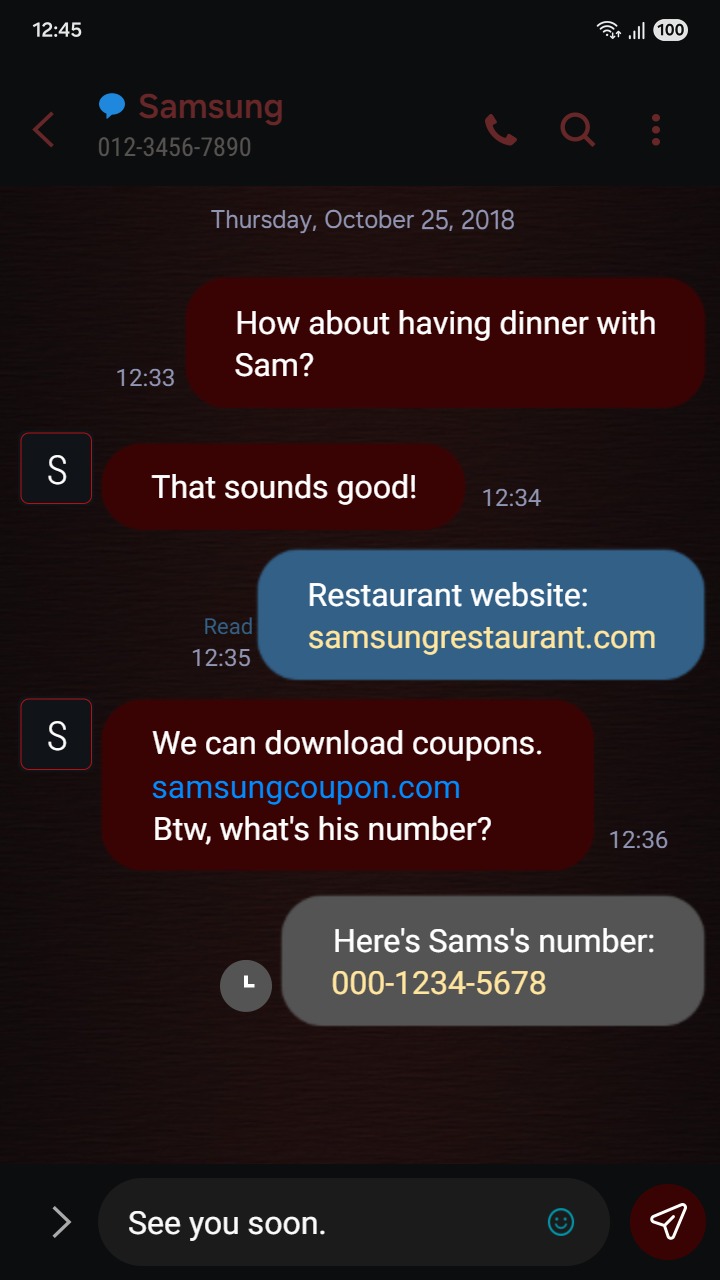 12:45
100
Samsung
012-3456-7890
Thursday, October 25, 2018
How about having dinner with
Sam?
12:33
S
That sounds good!
12:34
Restaurant website:
samsungrestaurant.com
Read
12:35
S
We can download coupons.
samsungcoupon.com
Btw, what's his number?
12:36
Here's Sams's number:
000-1234-5678
See you soon.